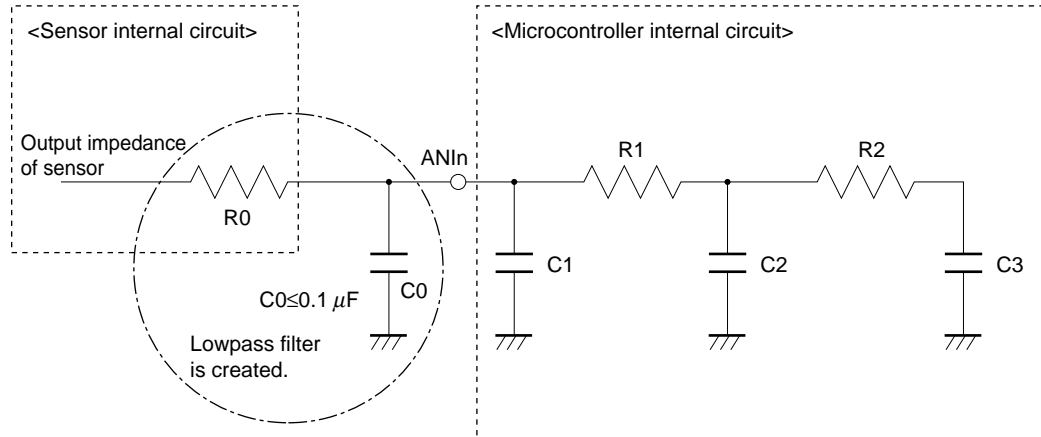 <Sensor internal circuit>
<Microcontroller internal circuit>
Output impedance
of sensor
ANIn
R0
R1
R2
C0
C1
C2
C3
C0≤0.1 μF
Lowpass filter
is created.